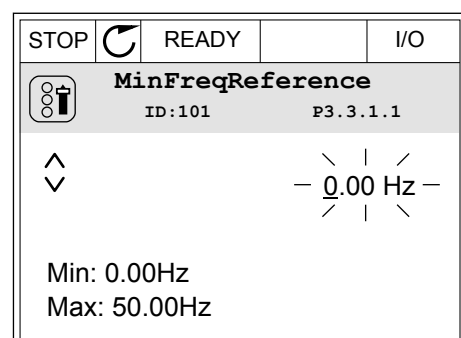 STOP READY I/O
MinFreqReference
ID:101 P3.3.1.1
0.00 Hz
Min: 0.00Hz
Max: 50.00Hz